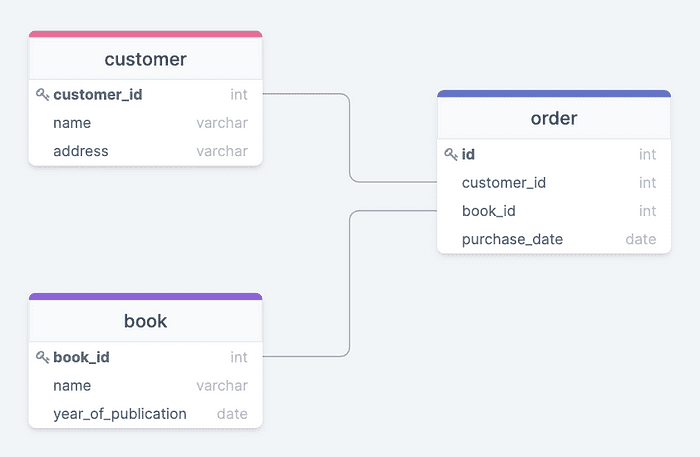 customer
customer_id int
name varchar
address varchar
order
id int
customer_id int
book_id int
purchase_date date
book
book_id int
name varchar
year_of_publication date